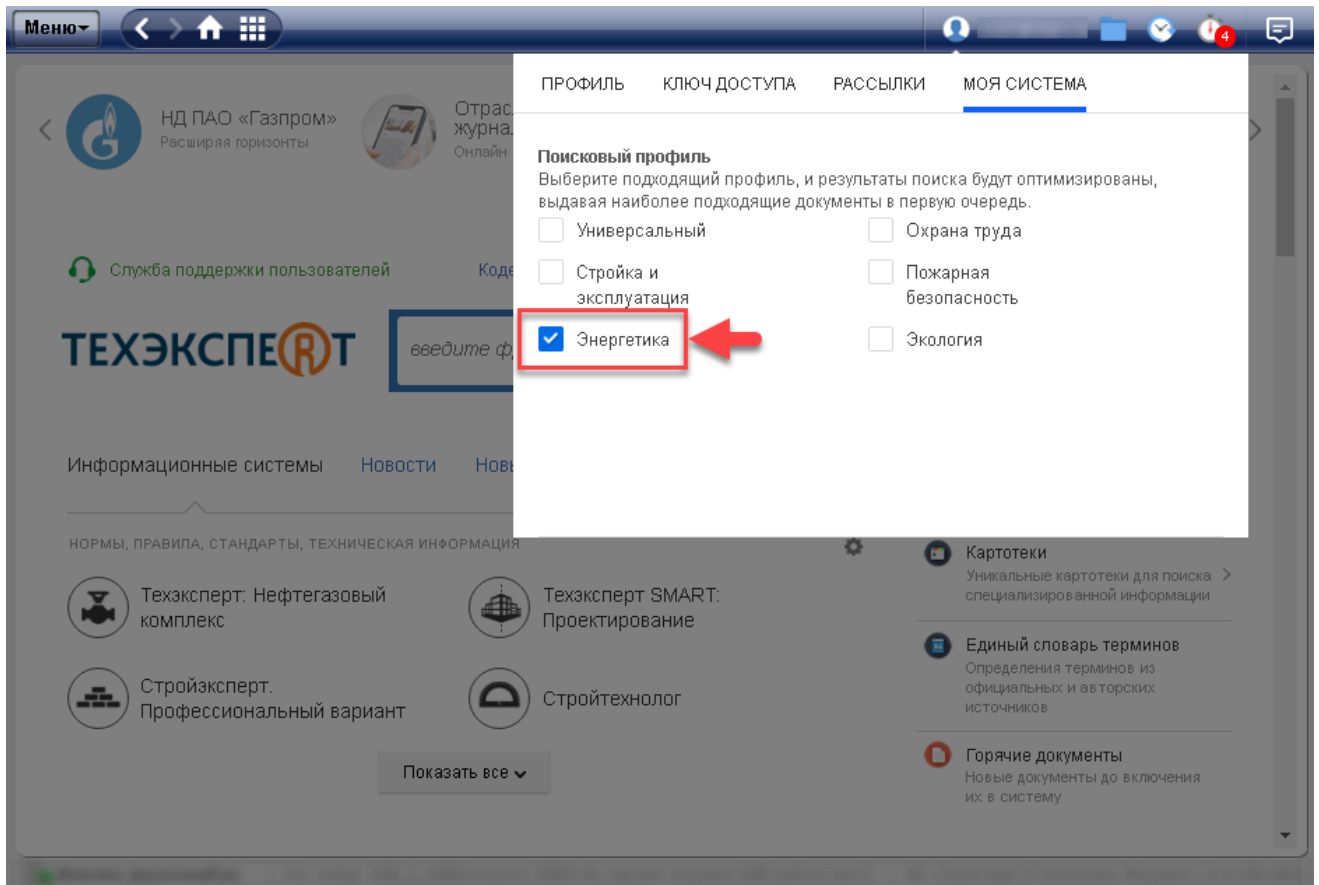 Меню
4
ПРОФИЛЬ КЛЮЧ ДОСТУПА РАССЫЛКИ МОЯ СИСТЕМА
НД ПАО «Газпром»
Расширяя горизонты
Отрас
журна
Онлайн
Поисковый профиль
Выберите подходящий профиль, и результаты поиска будут оптимизированы,
выдавая наиболее подходящие документы в первую очередь.
Универсальный
Охрана труда
Стройка и
эксплуатация
Пожарная
безопасность
Энергетика
Экология
Служба поддержки пользователей
Коде
ТЕХЭКСПЕRТ
введите ф
Информационные системы Новости Новы
НОРМЫ, ПРАВИЛА, СТАНДАРТЫ, ТЕХНИЧЕСКАЯ ИНФОРМАЦИЯ
Техэксперт: Нефтегазовый
комплекс
Техэксперт SMART:
Проектирование
Стройэксперт.
Профессиональный вариант
Стройтехнолог
Показать все
Картотеки
Уникальные картотеки для поиска
специализированной информации
Единый словарь терминов
Определения терминов из
официальных и авторских
источников
Горячие документы
Новые документы до включения
их в систему